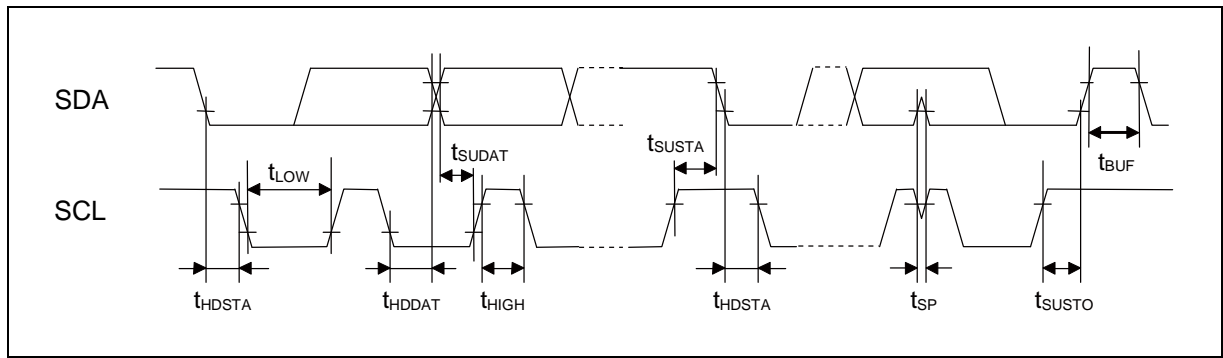 SDA
tSUDAT
tSUSTA
tLOW
tBUF
SCL
tHDSTA
tHDDAT
tHIGH
tHDSTA
tSP
tSUSTO